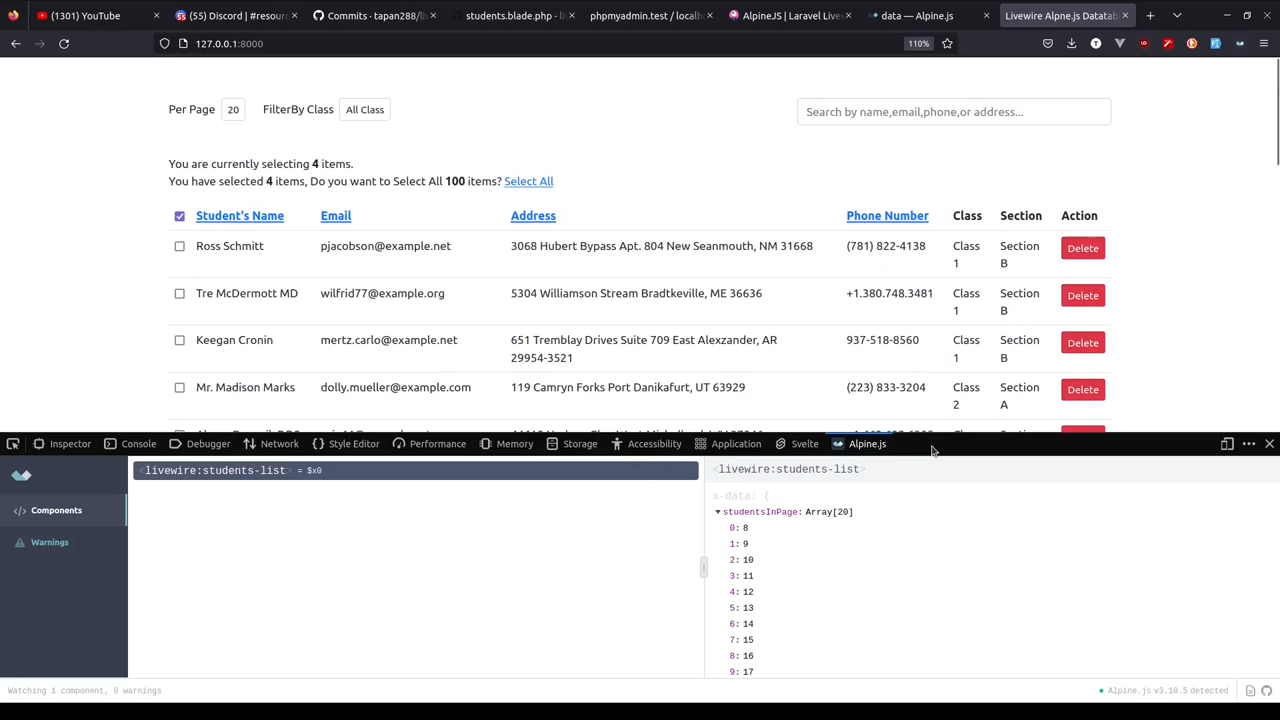 (1301) YouTube
(55) Discord | #resourc
Commits · tapan288/li
students.blade.php - l
phpmyadmin.test / localh
AlpineJS | Laravel Live
data — Alpine.js
Livewire Alpne.js Datatab
127.0.0.1:8000
110%
Per Page 20 FilterBy Class All Class
Search by name,email,phone,or address...
You are currently selecting 4 items.
You have selected 4 items, Do you want to Select All 100 items? Select All
Student's Name Email Address Phone Number Class Section Action
Ross Schmitt pjacobson@example.net 3068 Hubert Bypass Apt. 804 New Seanmouth, NM 31668 (781) 822-4138 Class Section Delete
1 B
Tre McDermott MD wilfrid77@example.org 5304 Williamson Stream Bradtkeville, ME 36636 +1.380.748.3481 Class Section Delete
1 B
Keegan Cronin mertz.carlo@example.net 651 Tremblay Drives Suite 709 East Alexzander, AR 937-518-8560 Class Section Delete
29954-3521 1 B
Mr. Madison Marks dolly.mueller@example.com 119 Camryn Forks Port Danikafurt, UT 63929 (223) 833-3204 Class Section Delete
2 A
Inspector Console Debugger Network Style Editor Performance Memory Storage Accessibility Application Svelte Alpine.js
<livewire:students-list> = $x0
<livewire:students-list>
Components
Warnings
x-data: {
studentsInPage: Array[20]
0: 8
1: 9
2: 10
3: 11
4: 12
5: 13
6: 14
7: 15
8: 16
9: 17
Watching 1 component, 0 warnings
Alpine.js v3.10.5 detected